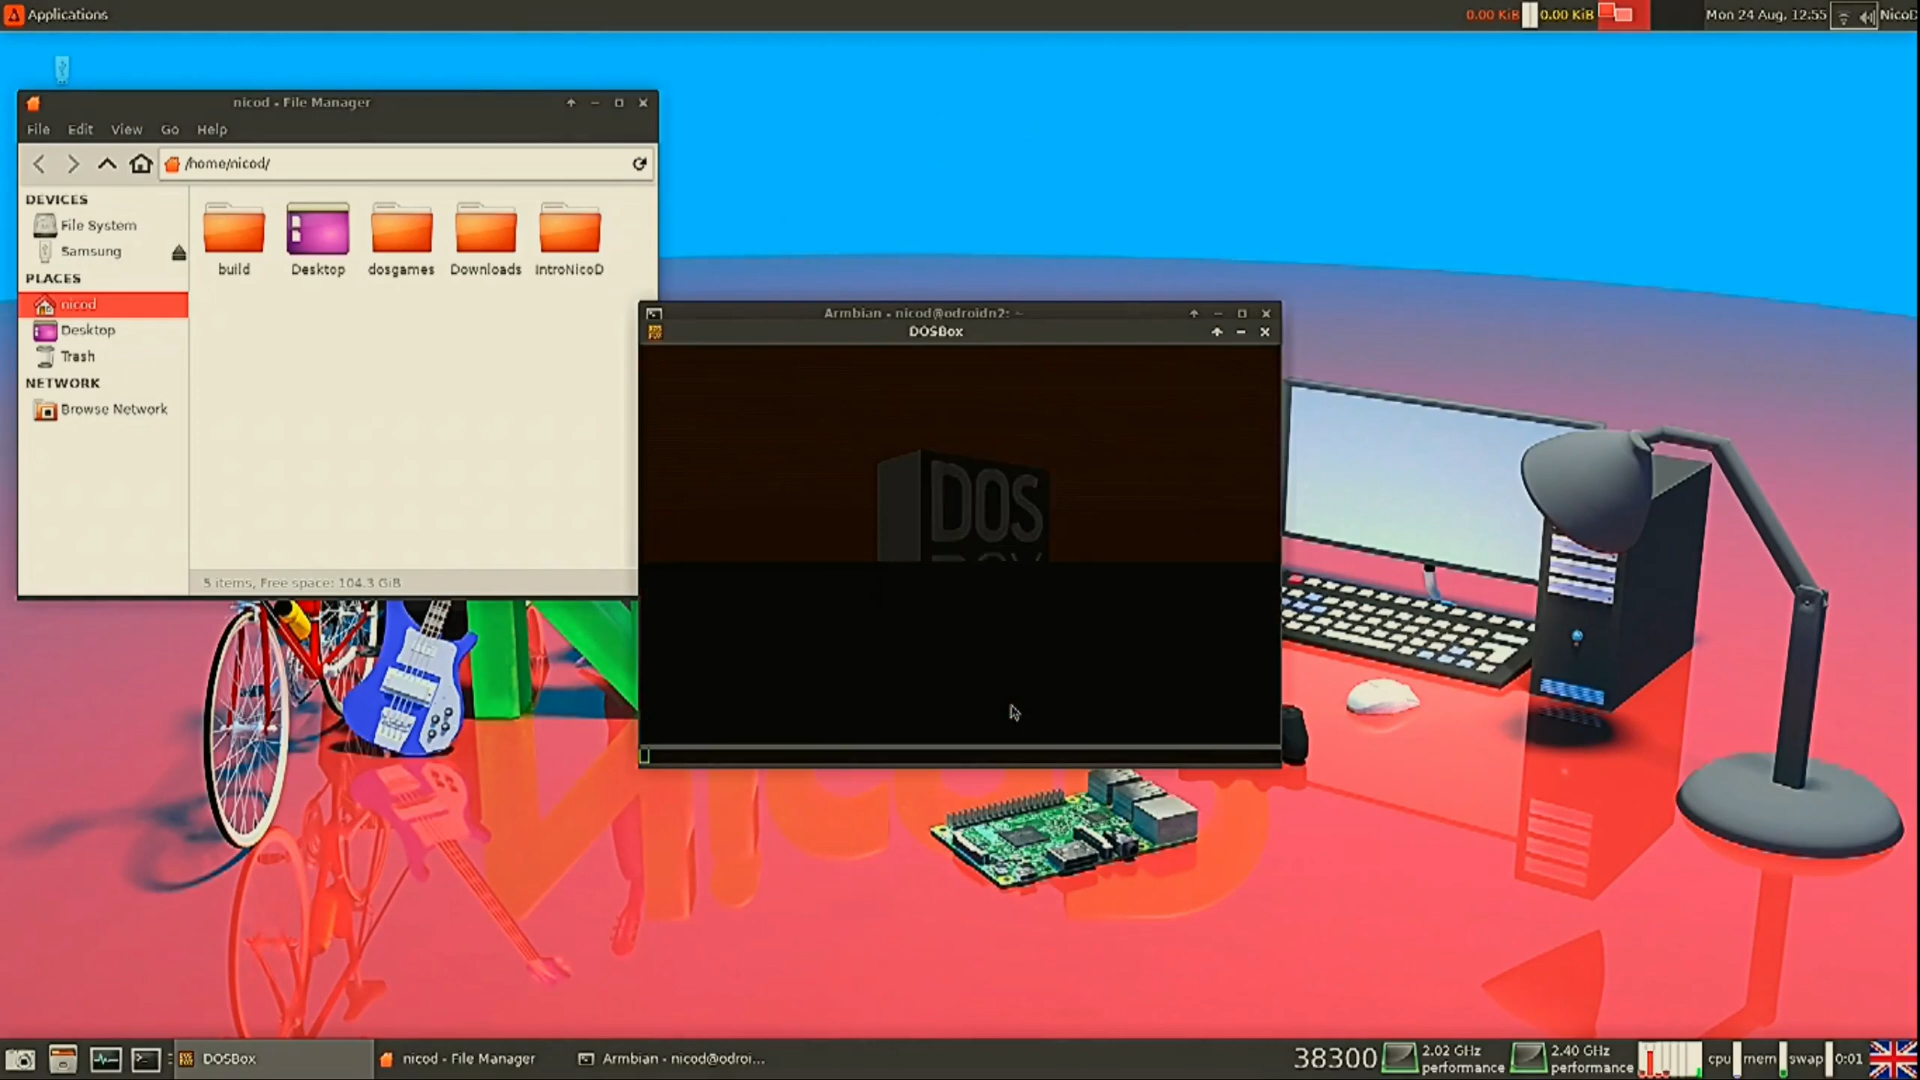 Applications
0.00 KiB
0.00 KiB
Mon 24 Aug, 12:55
NicoD
nicod - File Manager
File Edit View Go Help
/home/nicod/
DEVICES
File System
Samsung
PLACES
nicod
Desktop
Trash
NETWORK
Browse Network
build
Desktop
dosgames
Downloads
IntroNicoD
5 items, Free space: 104.3 GiB
Armbian - nicod@odroidn2: ~
DOSBox
DOS
DOSBox
nicod - File Manager
Armbian - nicod@odroi...
38300
2.02 GHz
performance
2.40 GHz
performance
cpu
mem
swap
0:01